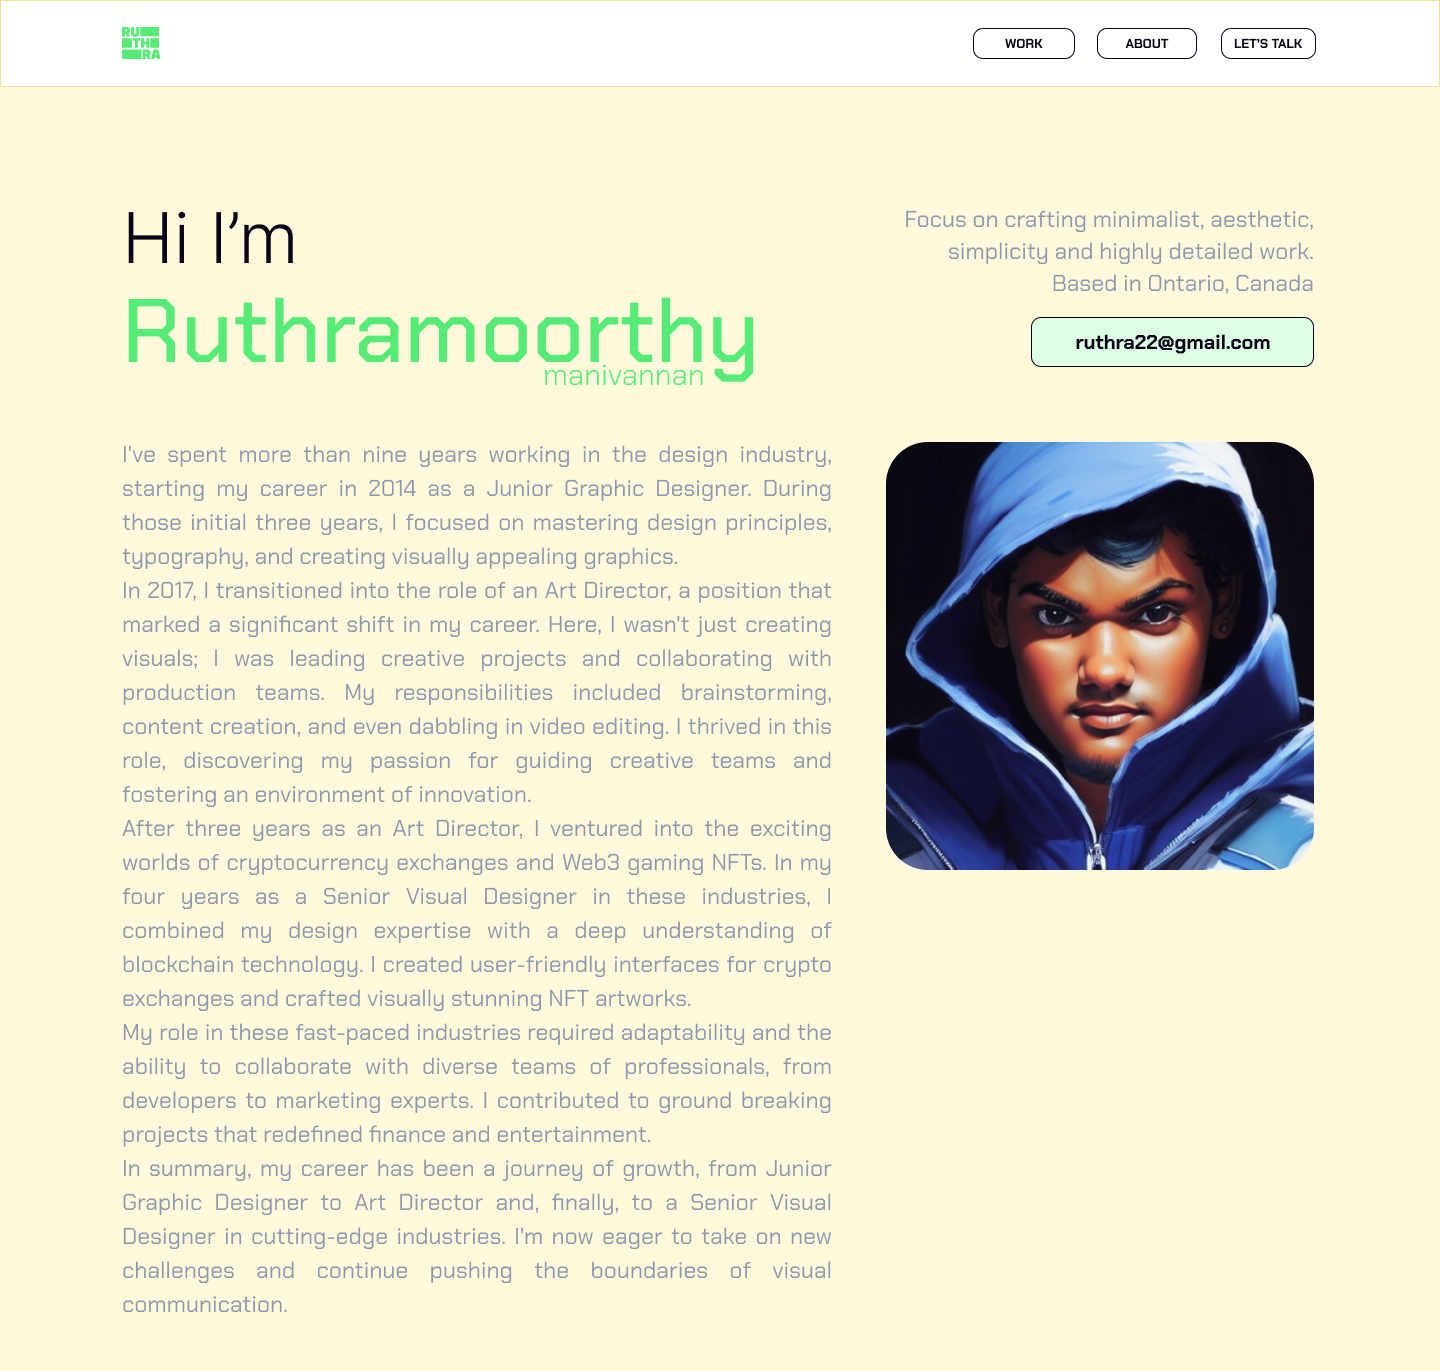 RU
TH
RA
WORK
ABOUT
LET'S TALK
Hi I’m
Ruthramoorthy
manivannan
Focus on crafting minimalist, aesthetic,
simplicity and highly detailed work.
Based in Ontario, Canada
ruthra22@gmail.com
I've spent more than nine years working in the design industry,
starting my career in 2014 as a Junior Graphic Designer. During
those initial three years, I focused on mastering design principles,
typography, and creating visually appealing graphics.
In 2017, I transitioned into the role of an Art Director, a position that
marked a significant shift in my career. Here, I wasn't just creating
visuals; I was leading creative projects and collaborating with
production teams. My responsibilities included brainstorming,
content creation, and even dabbling in video editing. I thrived in this
role, discovering my passion for guiding creative teams and
fostering an environment of innovation.
After three years as an Art Director, I ventured into the exciting
worlds of cryptocurrency exchanges and Web3 gaming NFTs. In my
four years as a Senior Visual Designer in these industries, I
combined my design expertise with a deep understanding of
blockchain technology. I created user-friendly interfaces for crypto
exchanges and crafted visually stunning NFT artworks.
My role in these fast-paced industries required adaptability and the
ability to collaborate with diverse teams of professionals, from
developers to marketing experts. I contributed to ground breaking
projects that redefined finance and entertainment.
In summary, my career has been a journey of growth, from Junior
Graphic Designer to Art Director and, finally, to a Senior Visual
Designer in cutting-edge industries. I'm now eager to take on new
challenges and continue pushing the boundaries of visual
communication.